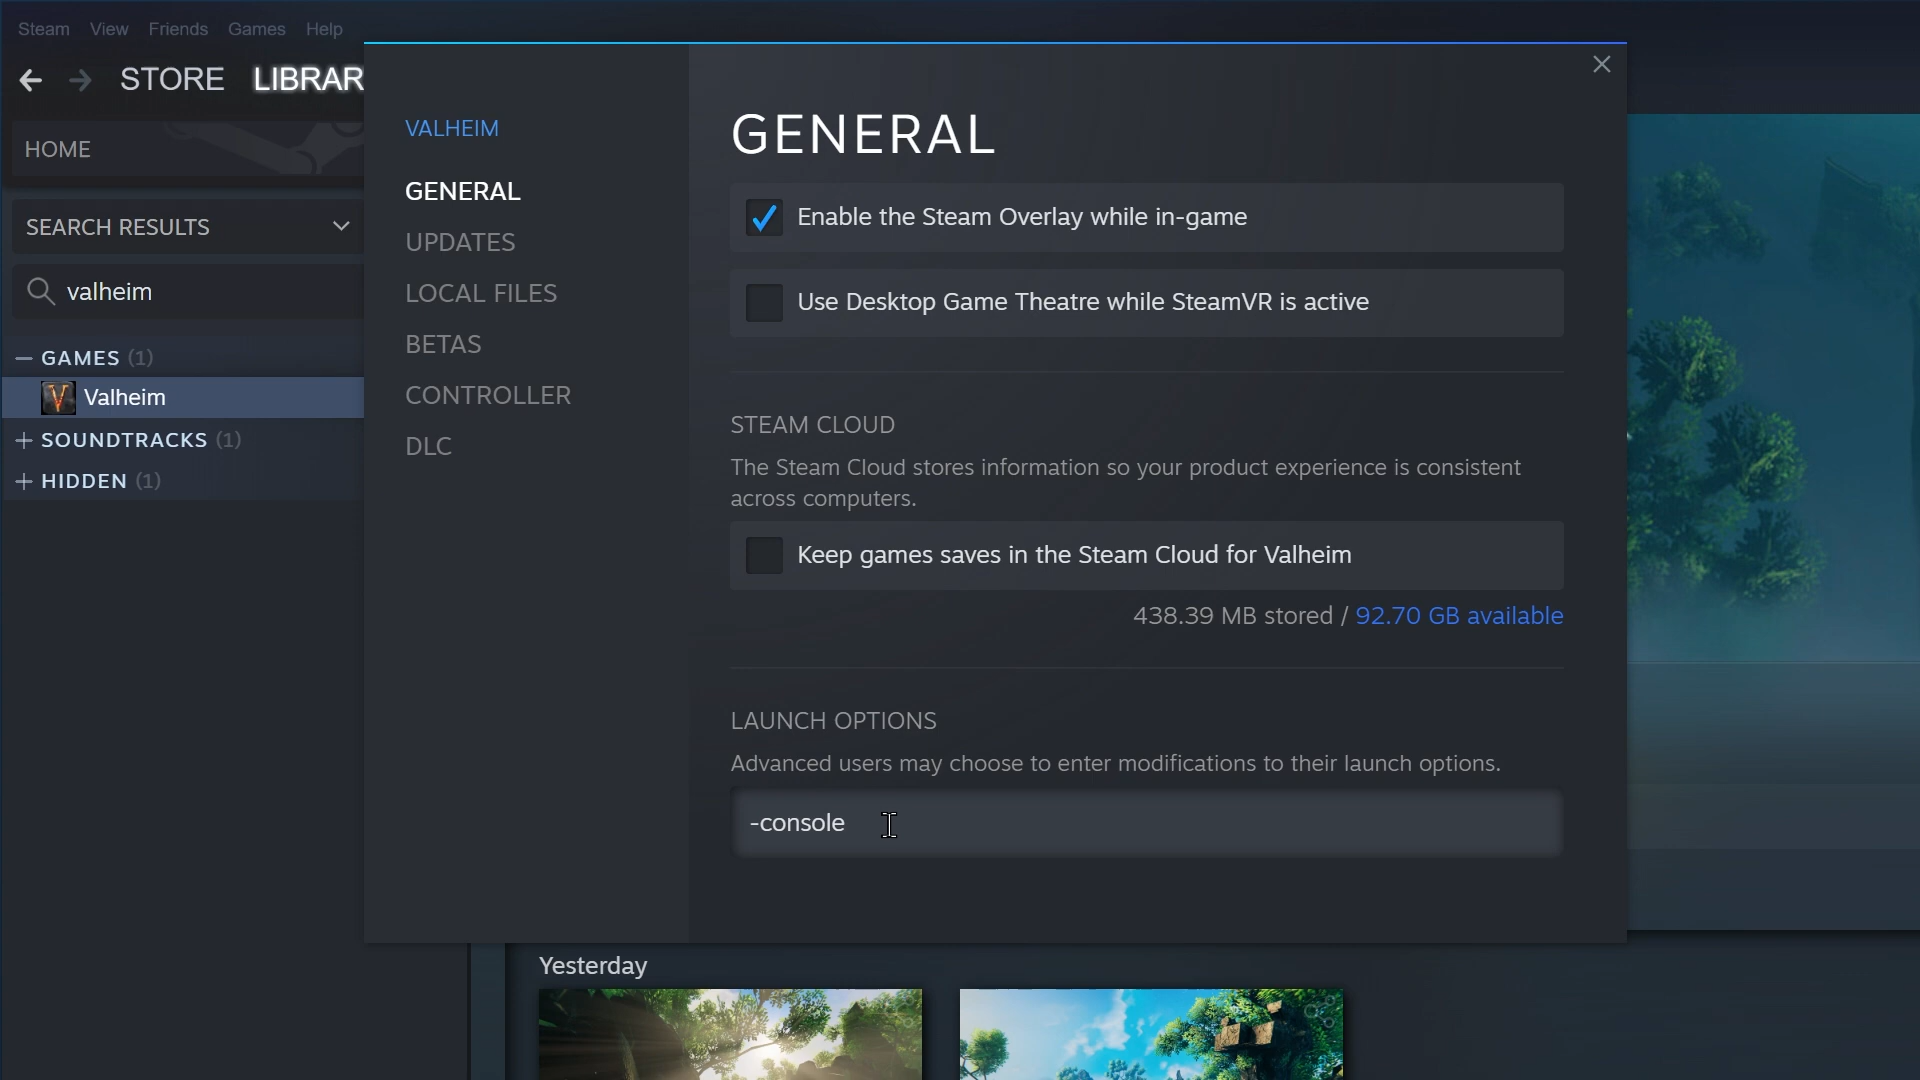 Steam View Friends Games Help
STORE LIBRAR
HOME
SEARCH RESULTS
valheim
— GAMES (1)
Valheim
+ SOUNDTRACKS (1)
+ HIDDEN (1)
VALHEIM
GENERAL
UPDATES
LOCAL FILES
BETAS
CONTROLLER
DLC
GENERAL
Enable the Steam Overlay while in-game
Use Desktop Game Theatre while SteamVR is active
STEAM CLOUD
The Steam Cloud stores information so your product experience is consistent
across computers.
Keep games saves in the Steam Cloud for Valheim
438.39 MB stored / 92.70 GB available
LAUNCH OPTIONS
Advanced users may choose to enter modifications to their launch options.
-console
Yesterday